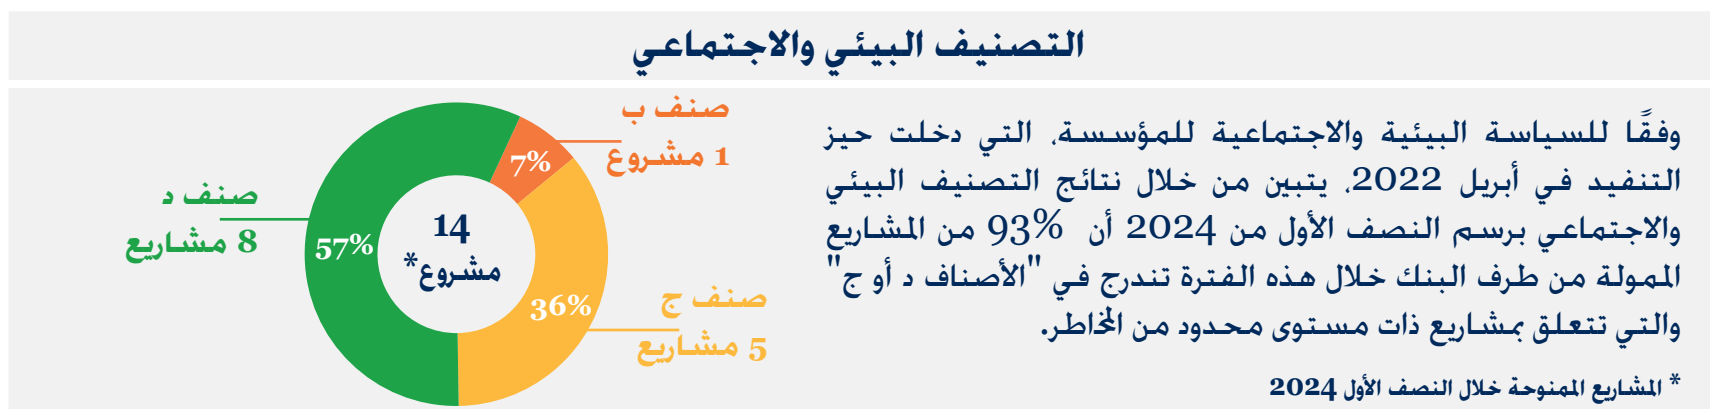 التصنيف البيئي والاجتماعي
وفقًا للسياسة البيئية والاجتماعية للمؤسسة، التي دخلت حيز
التنفيد في أبريل 2022، يتبين من خلال نتائج التصنيف البيئي
والاجتماعي برسم النصف الأول من 2024 أن 93% من المشاريع
الممولة من طرف البنك خلال هذه الفترة تندرج في "الأصناف د أو ج"
والتي تتعلق بمشاريع ذات مستوى محدود من المخاطر.
* المشاريع الممنوحة خلال النصف الأول 2024
صنف ب
1 مشروع
7%
صنف د
8 مشاريع
57%
14
مشروع*
36%
صنف ج
5 مشاريع